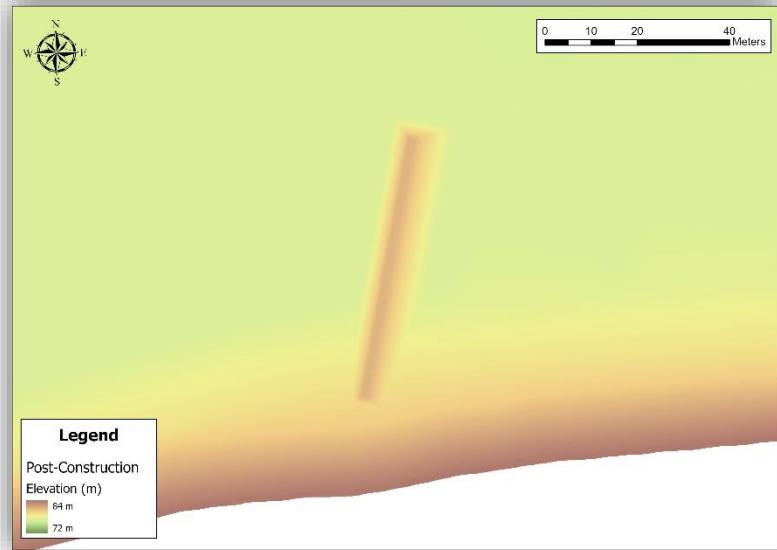 N
W E
S
0 10 20 40
Meters
Legend
Post-Construction
Elevation (m)
84 m
72 m